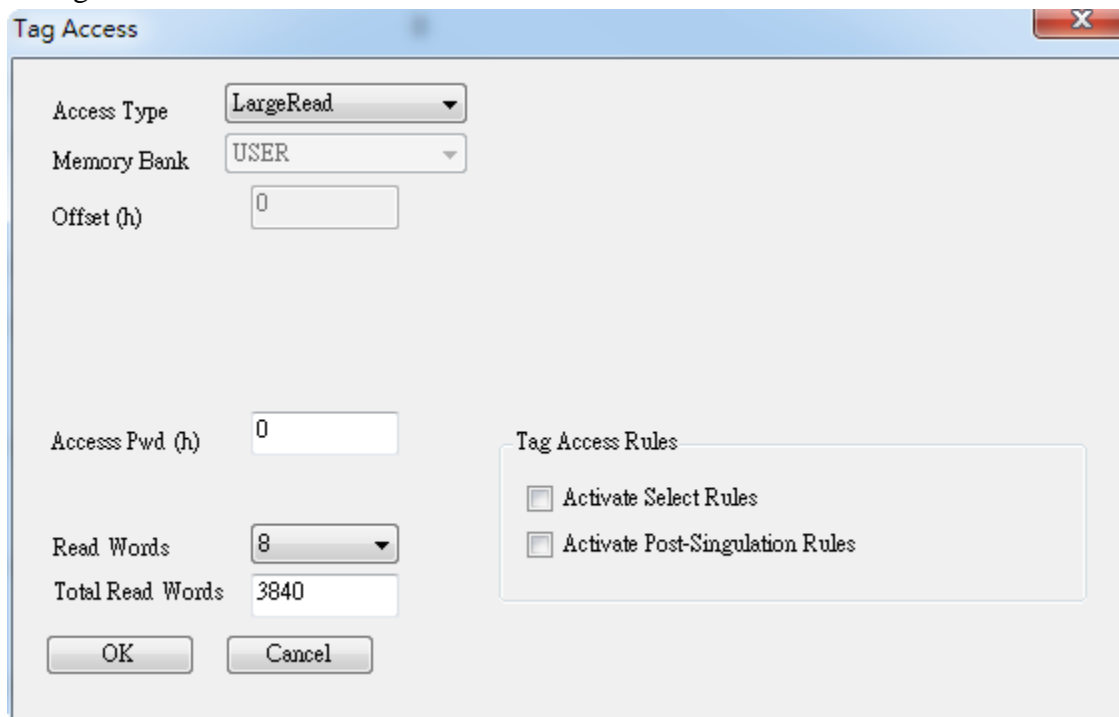 Tag Access
Access Type LargeRead
Memory Bank USER
Offset (h) 0
Accesss Pwd (h) 0
Tag Access Rules
Activate Select Rules
Activate Post-Singulation Rules
Read Words 8
Total Read Words 3840
OK Cancel